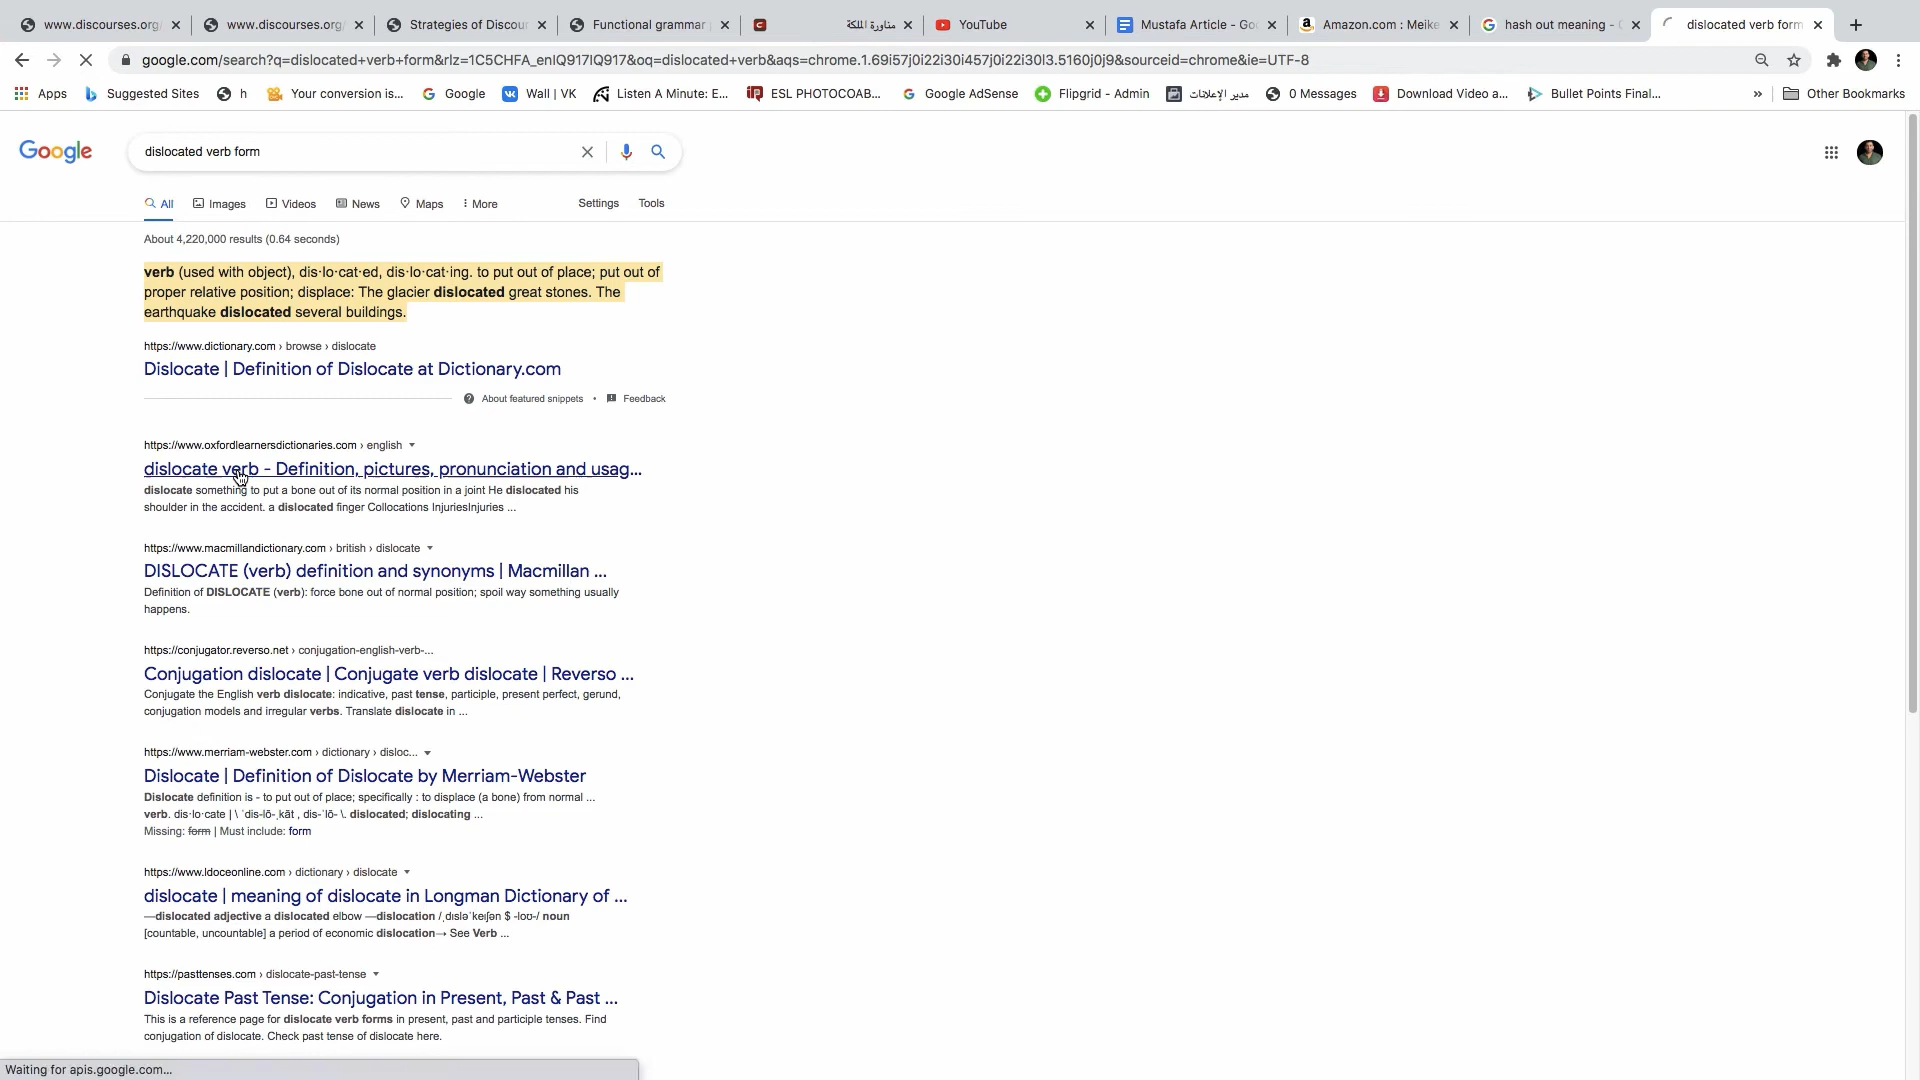 www.discourses.org/
www.discourses.org/
Strategies of Discou
Functional grammar
مناورة الملكة
YouTube
Mustafa Article - Goo
Amazon.com : Meike
hash out meaning - G
dislocated verb form
google.com/search?q=dislocated+verb+form&rlz=1C5CHFA_enIQ917IQ917&oq=dislocated+verb&aqs=chrome.1.69i57j0i22i30i457j0i22i30l3.5160j0j9&sourceid=chrome&ie=UTF-8
Apps
Suggested Sites
h
Your conversion is...
Google
Wall | VK
Listen A Minute: E...
ESL PHOTOCOAB...
Google AdSense
Flipgrid - Admin
مدير الإعلانات
0 Messages
Download Video a...
Bullet Points Final...
»
Other Bookmarks
Google
dislocated verb form
All
Images
Videos
News
Maps
More
Settings
Tools
About 4,220,000 results (0.64 seconds)
verb (used with object), dis·lo·cat·ed, dis·lo·cat·ing. to put out of place; put out of
proper relative position; displace: The glacier dislocated great stones. The
earthquake dislocated several buildings.
https://www.dictionary.com › browse › dislocate
Dislocate | Definition of Dislocate at Dictionary.com
About featured snippets • Feedback
https://www.oxfordlearnersdictionaries.com › english
dislocate verb - Definition, pictures, pronunciation and usag...
dislocate something to put a bone out of its normal position in a joint He dislocated his
shoulder in the accident. a dislocated finger Collocations InjuriesInjuries ...
https://www.macmillandictionary.com › british › dislocate
DISLOCATE (verb) definition and synonyms | Macmillan ...
Definition of DISLOCATE (verb): force bone out of normal position; spoil way something usually
happens.
https://conjugator.reverso.net › conjugation-english-verb-...
Conjugation dislocate | Conjugate verb dislocate | Reverso ...
Conjugate the English verb dislocate: indicative, past tense, participle, present perfect, gerund,
conjugation models and irregular verbs. Translate dislocate in ...
https://www.merriam-webster.com › dictionary › disloc...
Dislocate | Definition of Dislocate by Merriam-Webster
Dislocate definition is - to put out of place; specifically : to displace (a bone) from normal ...
verb. dis·lo·cate | \ ˈdis-lō-ˌkāt , dis-ˈlō- \. dislocated; dislocating ...
Missing: form | Must include: form
https://www.ldoceonline.com › dictionary › dislocate
dislocate | meaning of dislocate in Longman Dictionary of ...
—dislocated adjective a dislocated elbow —dislocation /ˌdɪsləˈkeɪʃən $ -loʊ-/ noun
[countable, uncountable] a period of economic dislocation→ See Verb ...
https://pasttenses.com › dislocate-past-tense
Dislocate Past Tense: Conjugation in Present, Past & Past ...
This is a reference page for dislocate verb forms in present, past and participle tenses. Find
conjugation of dislocate. Check past tense of dislocate here.
Waiting for apis.google.com...